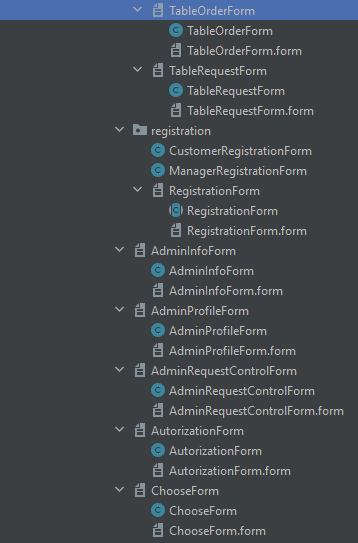 TableOrderForm
TableOrderForm
TableOrderForm.form
TableRequestForm
TableRequestForm
TableRequestForm.form
registration
CustomerRegistrationForm
ManagerRegistrationForm
RegistrationForm
RegistrationForm
RegistrationForm.form
AdminInfoForm
AdminInfoForm
AdminInfoForm.form
AdminProfileForm
AdminProfileForm
AdminProfileForm.form
AdminRequestControlForm
AdminRequestControlForm
AdminRequestControlForm.form
AutorizationForm
AutorizationForm
AutorizationForm.form
ChooseForm
ChooseForm
ChooseForm.form